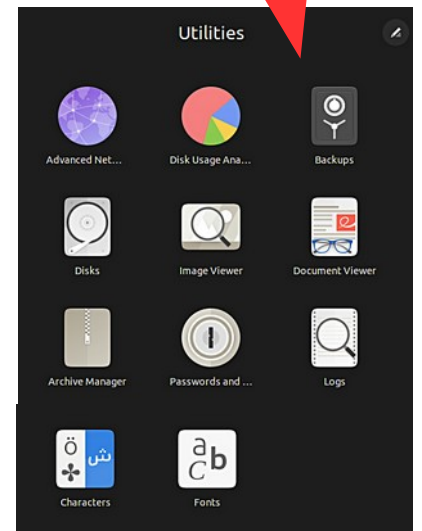 Utilities
Advanced Net... Disk Usage Ana... Backups
Disks Image Viewer Document Viewer
Archive Manager Passwords and ... Logs
ö ش
Characters Fonts
a b
c